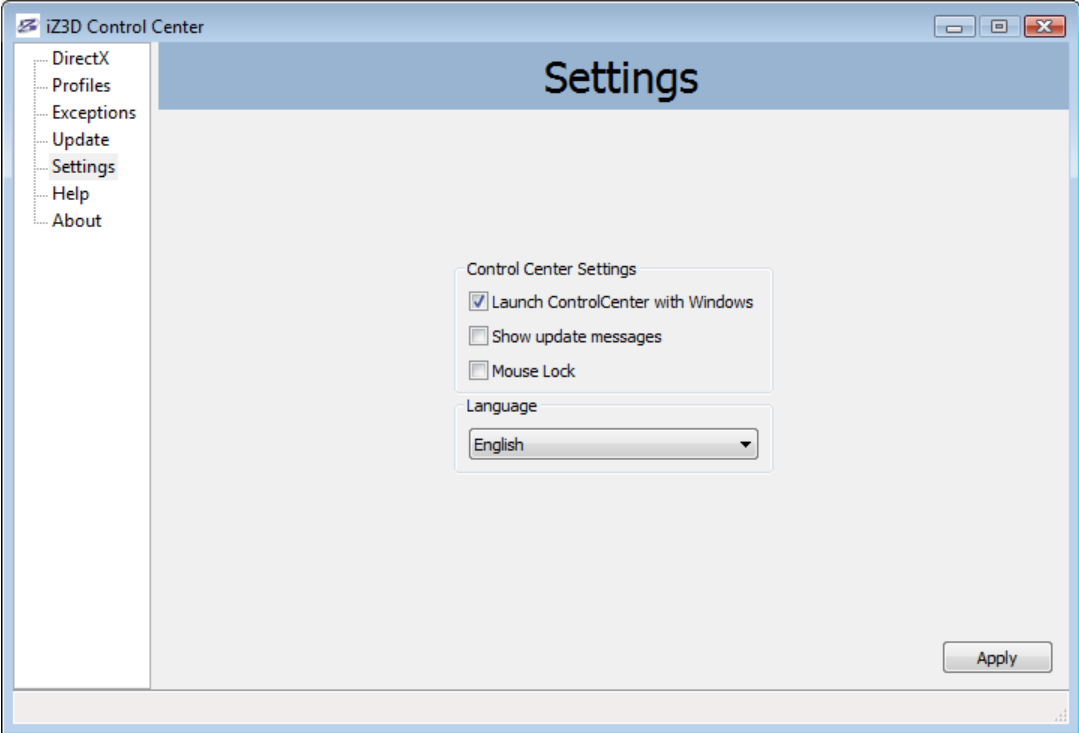 iZ3D Control Center
DirectX
Profiles
Exceptions
Update
Settings
Help
About
Settings
Control Center Settings
Launch ControlCenter with Windows
Show update messages
Mouse Lock
Language
English
Apply